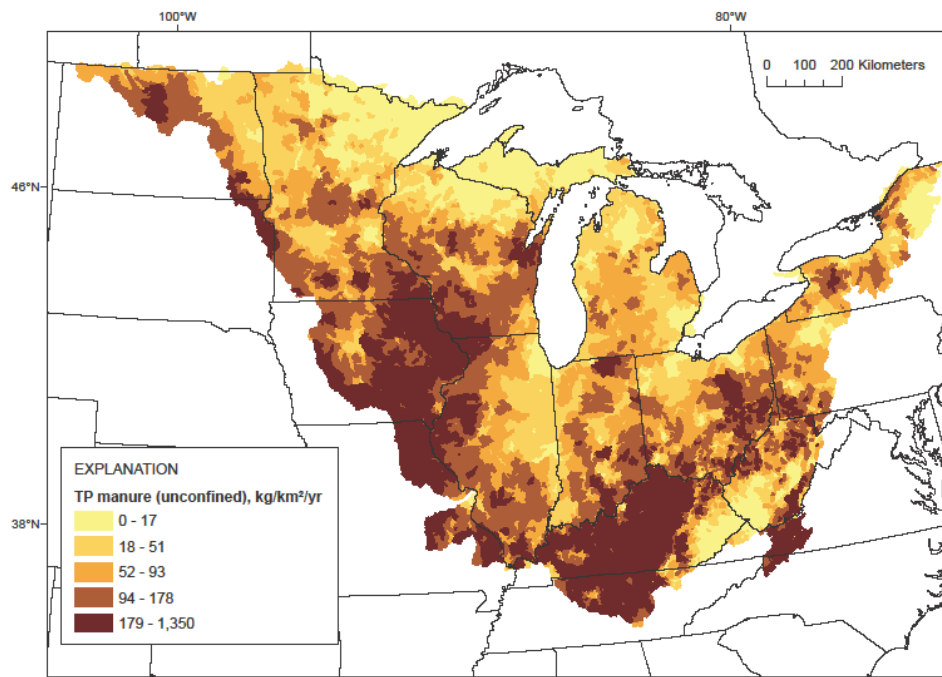 100°W 80°W
0 100 200 Kilometers
46°N
38°N
EXPLANATION
TP manure (unconfined), kg/km²/yr
0 - 17
18 - 51
52 - 93
94 - 178
179 - 1,350